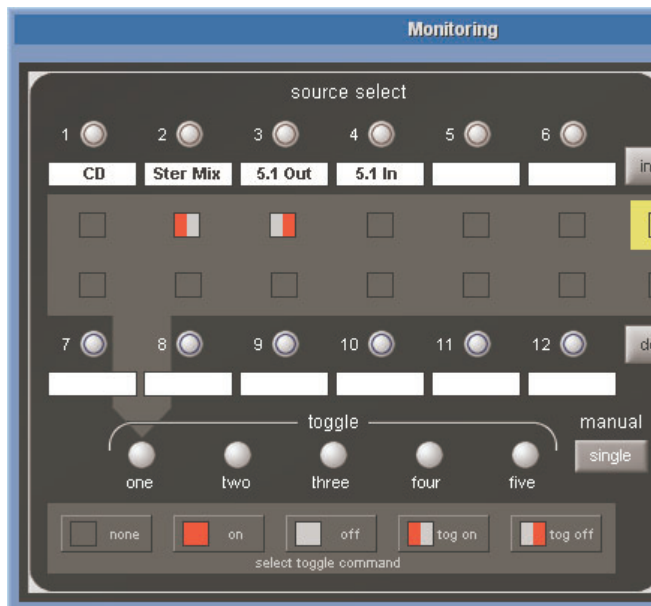 Monitoring
source select
1 2 3 4 5 6
CD Ster Mix 5.1 Out 5.1 In
7 8 9 10 11 12
toggle manual
single
one two three four five
none on off tog on tog off
select toggle command